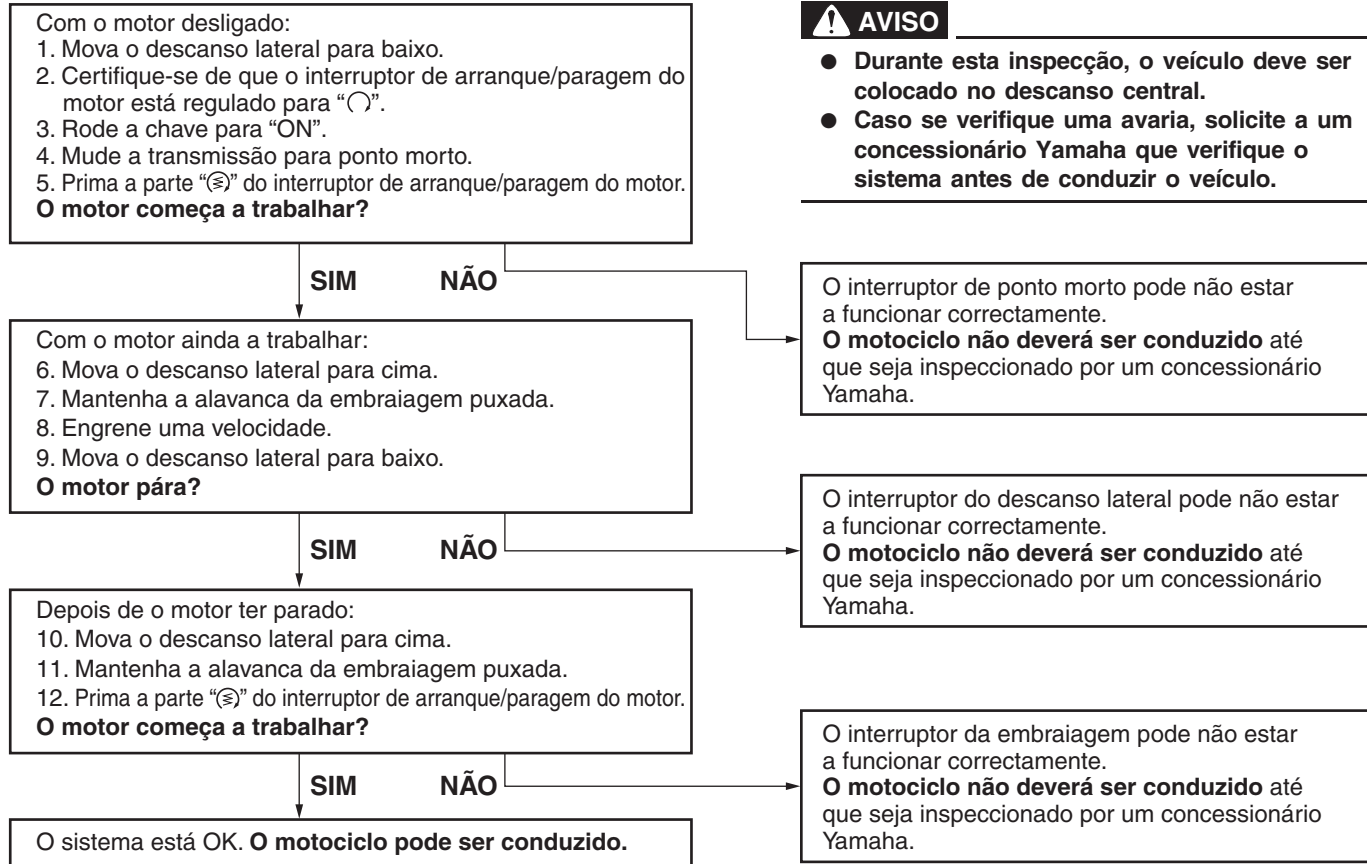 Com o motor desligado:
1. Mova o descanso lateral para baixo.
2. Certifique-se de que o interruptor de arranque/paragem do
motor está regulado para “○”.
3. Rode a chave para “ON”.
4. Mude a transmissão para ponto morto.
5. Prima a parte “” do interruptor de arranque/paragem do motor.
O motor começa a trabalhar?
SIM NÃO
Com o motor ainda a trabalhar:
6. Mova o descanso lateral para cima.
7. Mantenha a alavanca da embraiagem puxada.
8. Engrene uma velocidade.
9. Mova o descanso lateral para baixo.
O motor pára?
SIM NÃO
Depois de o motor ter parado:
10. Mova o descanso lateral para cima.
11. Mantenha a alavanca da embraiagem puxada.
12. Prima a parte “” do interruptor de arranque/paragem do motor.
O motor começa a trabalhar?
SIM NÃO
O sistema está OK. O motociclo pode ser conduzido.
AVISO
● Durante esta inspecção, o veículo deve ser
colocado no descanso central.
● Caso se verifique uma avaria, solicite a um
concessionário Yamaha que verifique o
sistema antes de conduzir o veículo.
O interruptor de ponto morto pode não estar
a funcionar correctamente.
O motociclo não deverá ser conduzido até
que seja inspeccionado por um concessionário
Yamaha.
O interruptor do descanso lateral pode não estar
a funcionar correctamente.
O motociclo não deverá ser conduzido até
que seja inspeccionado por um concessionário
Yamaha.
O interruptor da embraiagem pode não estar
a funcionar correctamente.
O motociclo não deverá ser conduzido até
que seja inspeccionado por um concessionário
Yamaha.